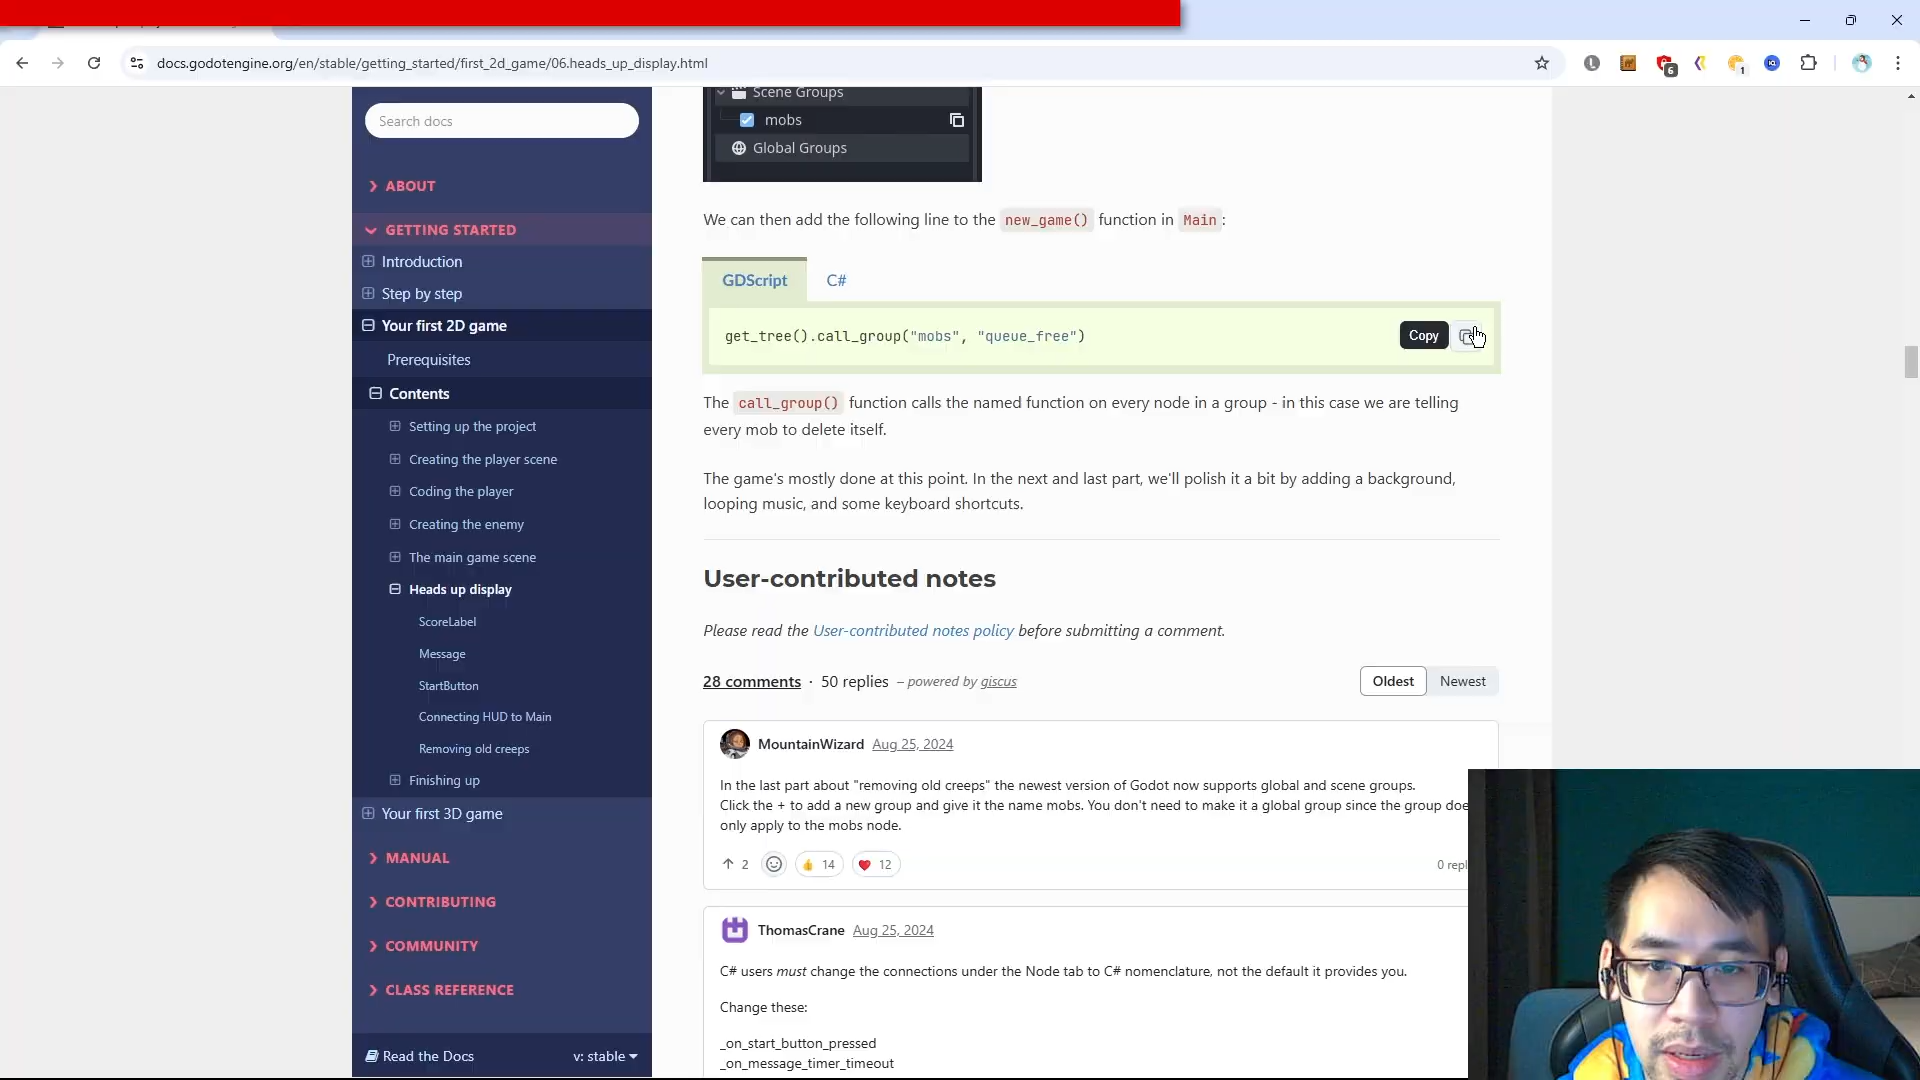 docs.godotengine.org/en/stable/getting_started/first_2d_game/06.heads_up_display.html
6
1
Search docs
ABOUT
GETTING STARTED
Introduction
Step by step
Your first 2D game
Prerequisites
Contents
Setting up the project
Creating the player scene
Coding the player
Creating the enemy
The main game scene
Heads up display
ScoreLabel
Message
StartButton
Connecting HUD to Main
Removing old creeps
Finishing up
Your first 3D game
MANUAL
CONTRIBUTING
COMMUNITY
CLASS REFERENCE
Read the Docs
v: stable
Scene Groups
mobs
Global Groups
We can then add the following line to the new_game() function in Main:
GDScript
C#
get_tree().call_group("mobs", "queue_free")
Copy
The call_group() function calls the named function on every node in a group - in this case we are telling
every mob to delete itself.
The game's mostly done at this point. In the next and last part, we'll polish it a bit by adding a background,
looping music, and some keyboard shortcuts.
User-contributed notes
Please read the User-contributed notes policy before submitting a comment.
28 comments · 50 replies – powered by giscus
Oldest
Newest
MountainWizard Aug 25, 2024
In the last part about "removing old creeps" the newest version of Godot now supports global and scene groups.
Click the + to add a new group and give it the name mobs. You don't need to make it a global group since the group doe
only apply to the mobs node.
2
14
12
0 repl
ThomasCrane Aug 25, 2024
C# users must change the connections under the Node tab to C# nomenclature, not the default it provides you.
Change these:
_on_start_button_pressed
_on_message_timer_timeout